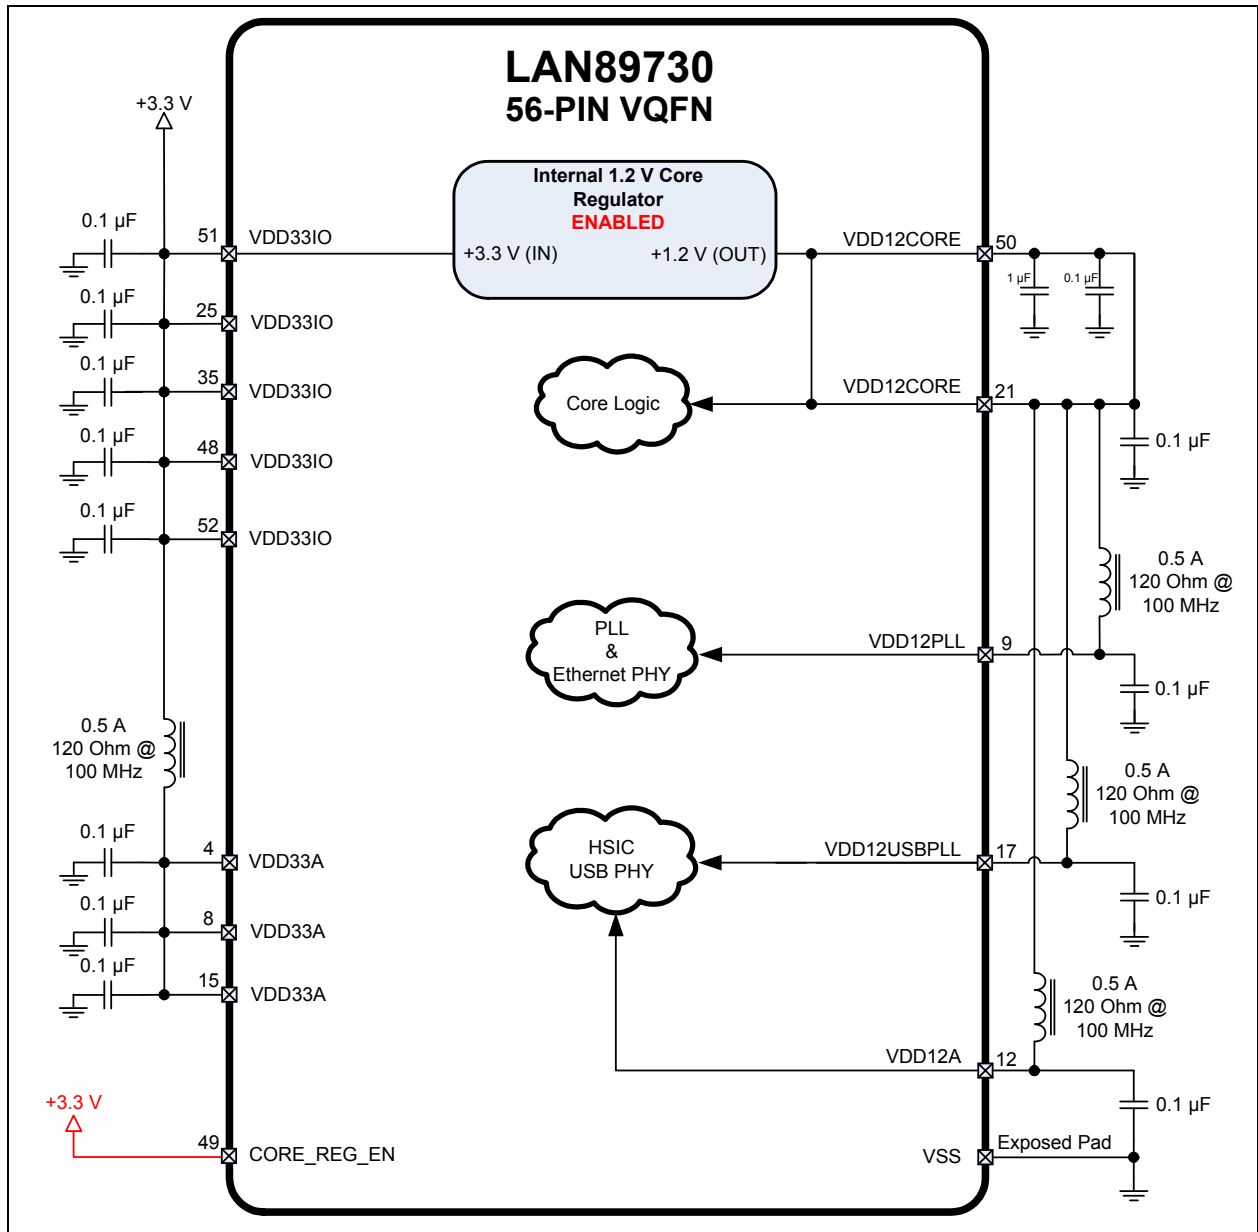 LAN89730
56-PIN VQFN
+3.3 V
Internal 1.2 V Core
Regulator
ENABLED
+3.3 V (IN)
+1.2 V (OUT)
0.1 µF
51
VDD33IO
VDD12CORE
50
1 µF
0.1 µF
0.1 µF
25
VDD33IO
0.1 µF
35
VDD33IO
Core Logic
VDD12CORE
21
0.1 µF
0.1 µF
48
VDD33IO
0.1 µF
52
VDD33IO
0.5 A
120 Ohm @
100 MHz
PLL
&
Ethernet PHY
VDD12PLL
9
0.1 µF
0.5 A
120 Ohm @
100 MHz
0.5 A
120 Ohm @
100 MHz
0.1 µF
4
VDD33A
HSIC
USB PHY
VDD12USBPLL
17
0.1 µF
0.1 µF
8
VDD33A
0.1 µF
15
VDD33A
0.5 A
120 Ohm @
100 MHz
VDD12A
12
0.1 µF
+3.3 V
49
CORE_REG_EN
VSS
Exposed Pad